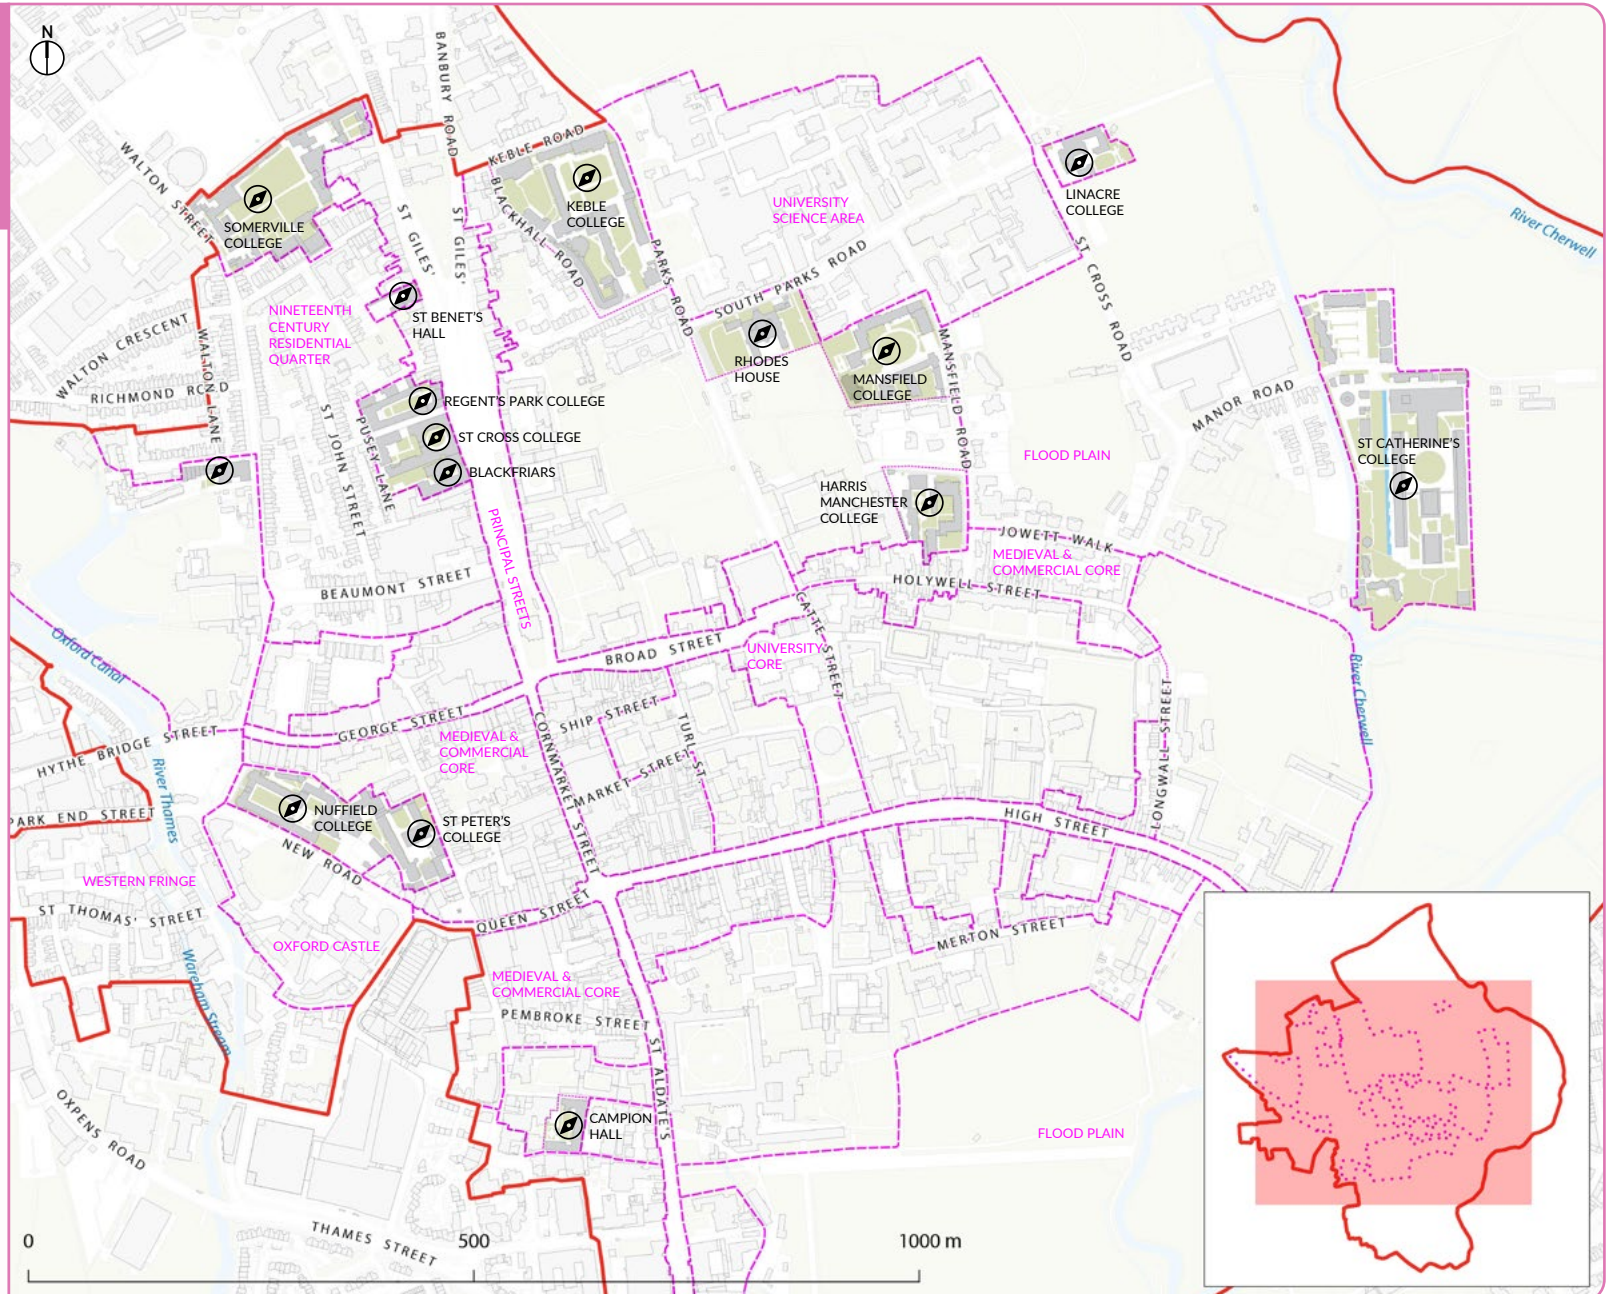 N
BANBURY ROAD
WALTON STREET
KEBLE ROAD
SOMERVILLE
COLLEGE
ST GILES'
ST GILES'
BLACKHALL ROAD
KEBLE
COLLEGE
PARKS ROAD
UNIVERSITY
SCIENCE AREA
SOUTH PARKS ROAD
LINACRE
COLLEGE
ST CROSS ROAD
River Cherwell
NINETEENTH
CENTURY
RESIDENTIAL
QUARTER
ST BENET'S
HALL
WALTON CRESCENT
RICHMOND ROAD
WALTON LANE
RHODES
HOUSE
MANSFIELD
COLLEGE
MANSFIELD ROAD
MANOR ROAD
REGENT'S PARK COLLEGE
ST CROSS COLLEGE
BLACKFRIARS
ST JOHN STREET
PUSEY LANE
FLOOD PLAIN
ST CATHERINE'S
COLLEGE
HARRIS
MANCHESTER
COLLEGE
PRINCIPAL STREETS
JOWETT WALK
MEDIEVAL &
COMMERCIAL CORE
HOLYWELL STREET
BEAUMONT STREET
CATTE STREET
Oxford Canal
BROAD STREET
UNIVERSITY
CORE
River Cherwell
LONGWALL STREET
HYTHE BRIDGE STREET
GEORGE STREET
SHIP STREET
TURL ST.
MEDIEVAL &
COMMERCIAL
CORE
CORNMARKET STREET
MARKET STREET
River Thames
PARK END STREET
NUFFIELD
COLLEGE
ST PETER'S
COLLEGE
HIGH STREET
NEW ROAD
WESTERN FRINGE
ST THOMAS' STREET
QUEEN STREET
OXFORD CASTLE
MERTON STREET
Wareham Stream
MEDIEVAL &
COMMERCIAL CORE
PEMBROKE STREET
ST ALDATE'S
OXPENS ROAD
CAMPION
HALL
FLOOD PLAIN
THAMES STREET
0
500
1000 m